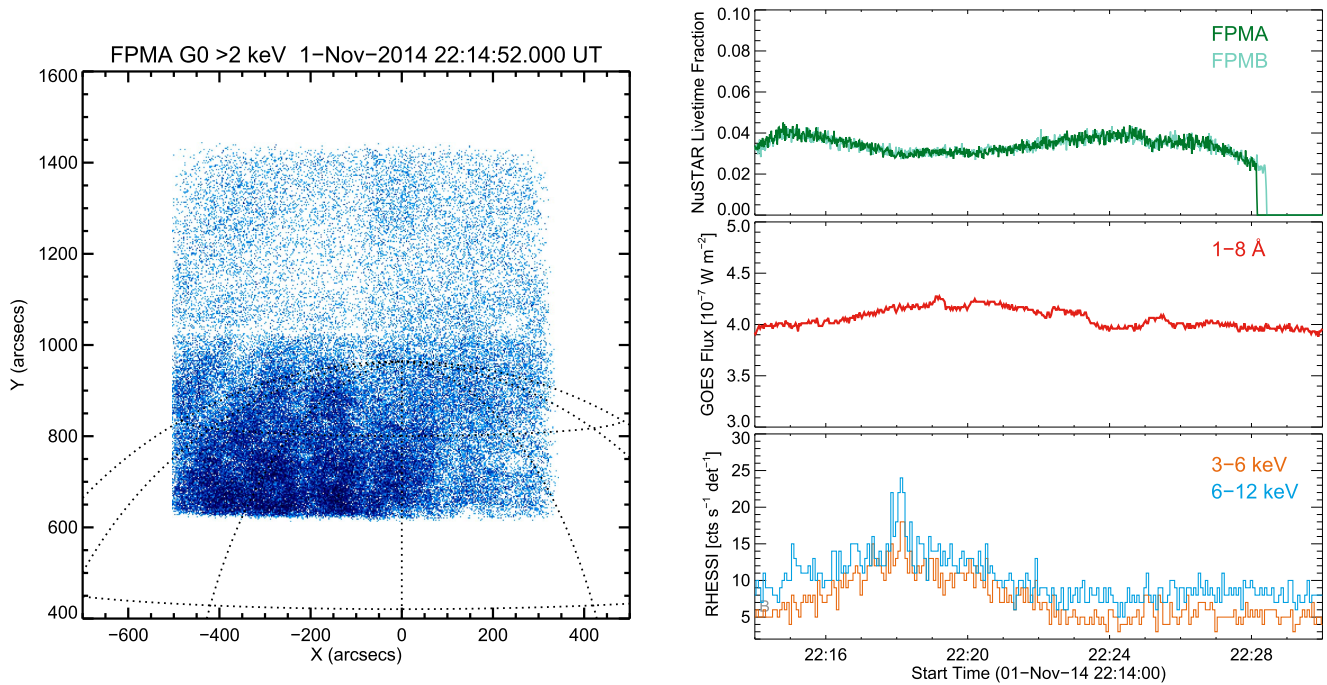 FPMA G0 >2 keV 1−Nov−2014 22:14:52.000 UT
1600
1400
1200
1000
800
600
400
Y (arcsecs)
−600 −400 −200 0 200 400
X (arcsecs)
0.10
0.08
0.06
0.04
0.02
0.00
NuSTAR Livetime Fraction
FPMA
FPMB
5.0
4.5
4.0
3.5
3.0
GOES Flux [10⁻⁷ W m⁻²]
1−8 Å
30
25
20
15
10
5
RHESSI [cts s⁻¹ det⁻¹]
3−6 keV
6−12 keV
B
22:16 22:20 22:24 22:28
Start Time (01−Nov−14 22:14:00)